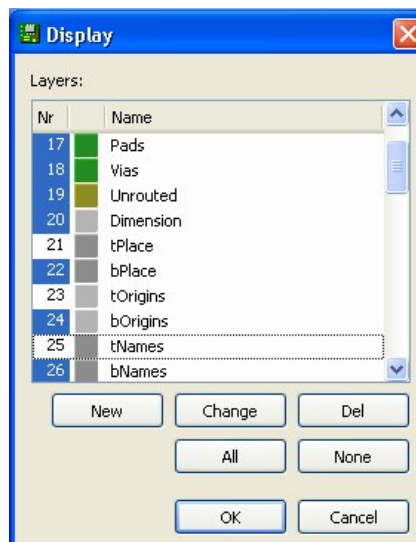 Display
Layers:
Nr Name
17 Pads
18 Vias
19 Unrouted
20 Dimension
21 tPlace
22 bPlace
23 tOrigins
24 bOrigins
25 tNames
26 bNames
New Change Del
All None
OK Cancel